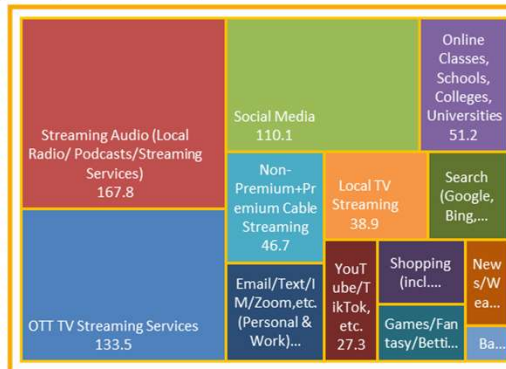 Streaming Audio (Local
Radio/ Podcasts/Streaming
Services)
167.8
OTT TV Streaming Services
133.5
Social Media
110.1
Online
Classes,
Schools,
Colleges,
Universities
51.2
Non-
Premium+Pr
emium Cable
Streaming
46.7
Local TV
Streaming
38.9
Search
(Google,
Bing,...
Email/Text/I
M/Zoom,etc.
(Personal &
Work)...
YouTu
be/T
ikTok,
etc.
27.3
Shopping
(incl....
Games/Fan
tasy/Betti...
New
s/We
a...
Ba...